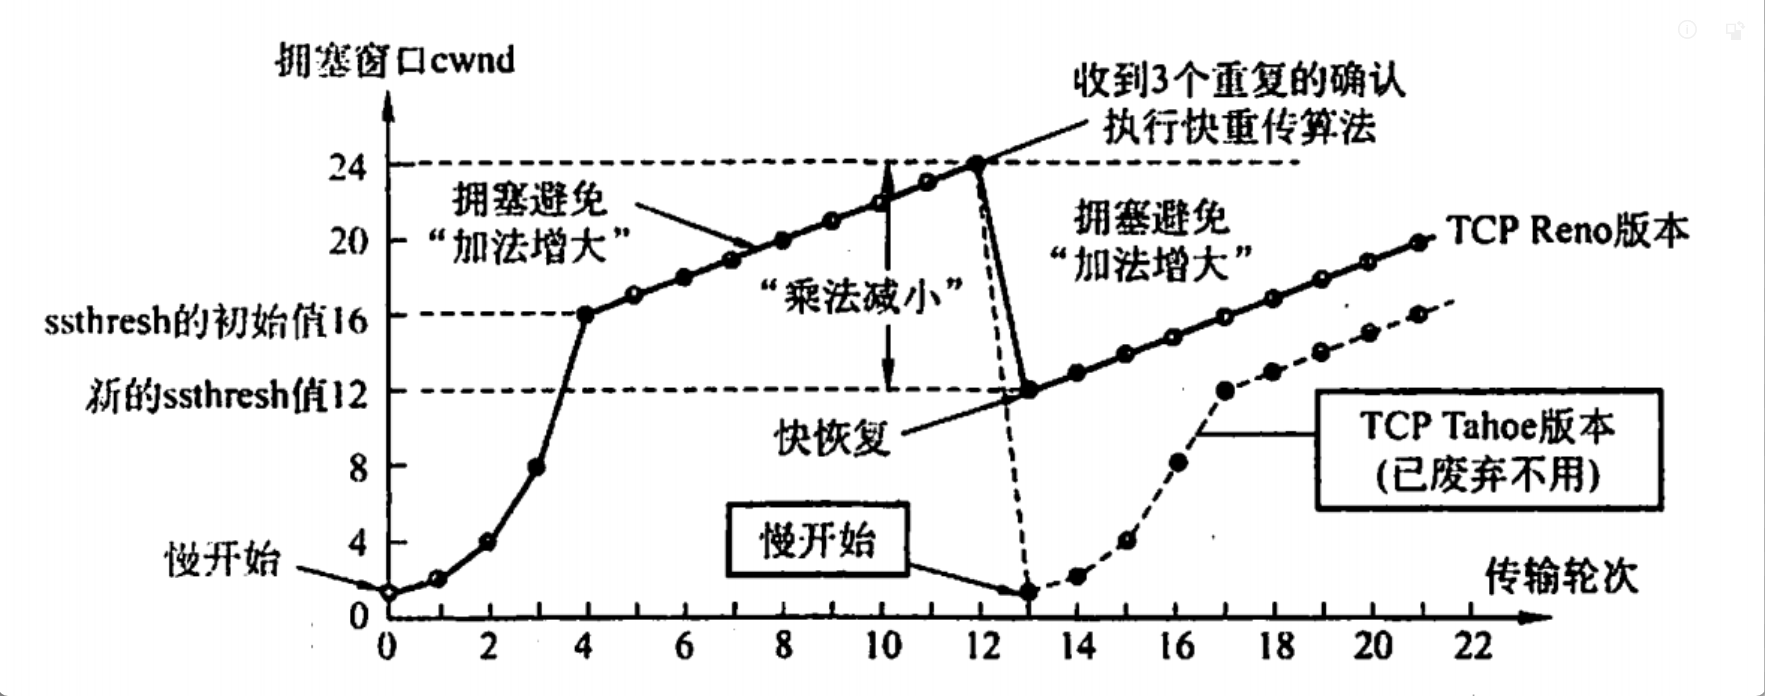 拥塞窗口cwnd
收到3个重复的确认
执行快重传算法
24
拥塞避免
“加法增大”
拥塞避免
“加法增大”
20
TCP Reno版本
“乘法减小”
ssthresh的初始值16
新的ssthresh值12
快恢复
TCP Tahoe版本
(已废弃不用)
8
慢开始
4
慢开始
传输轮次
0
0 2 4 6 8 10 12 14 16 18 20 22